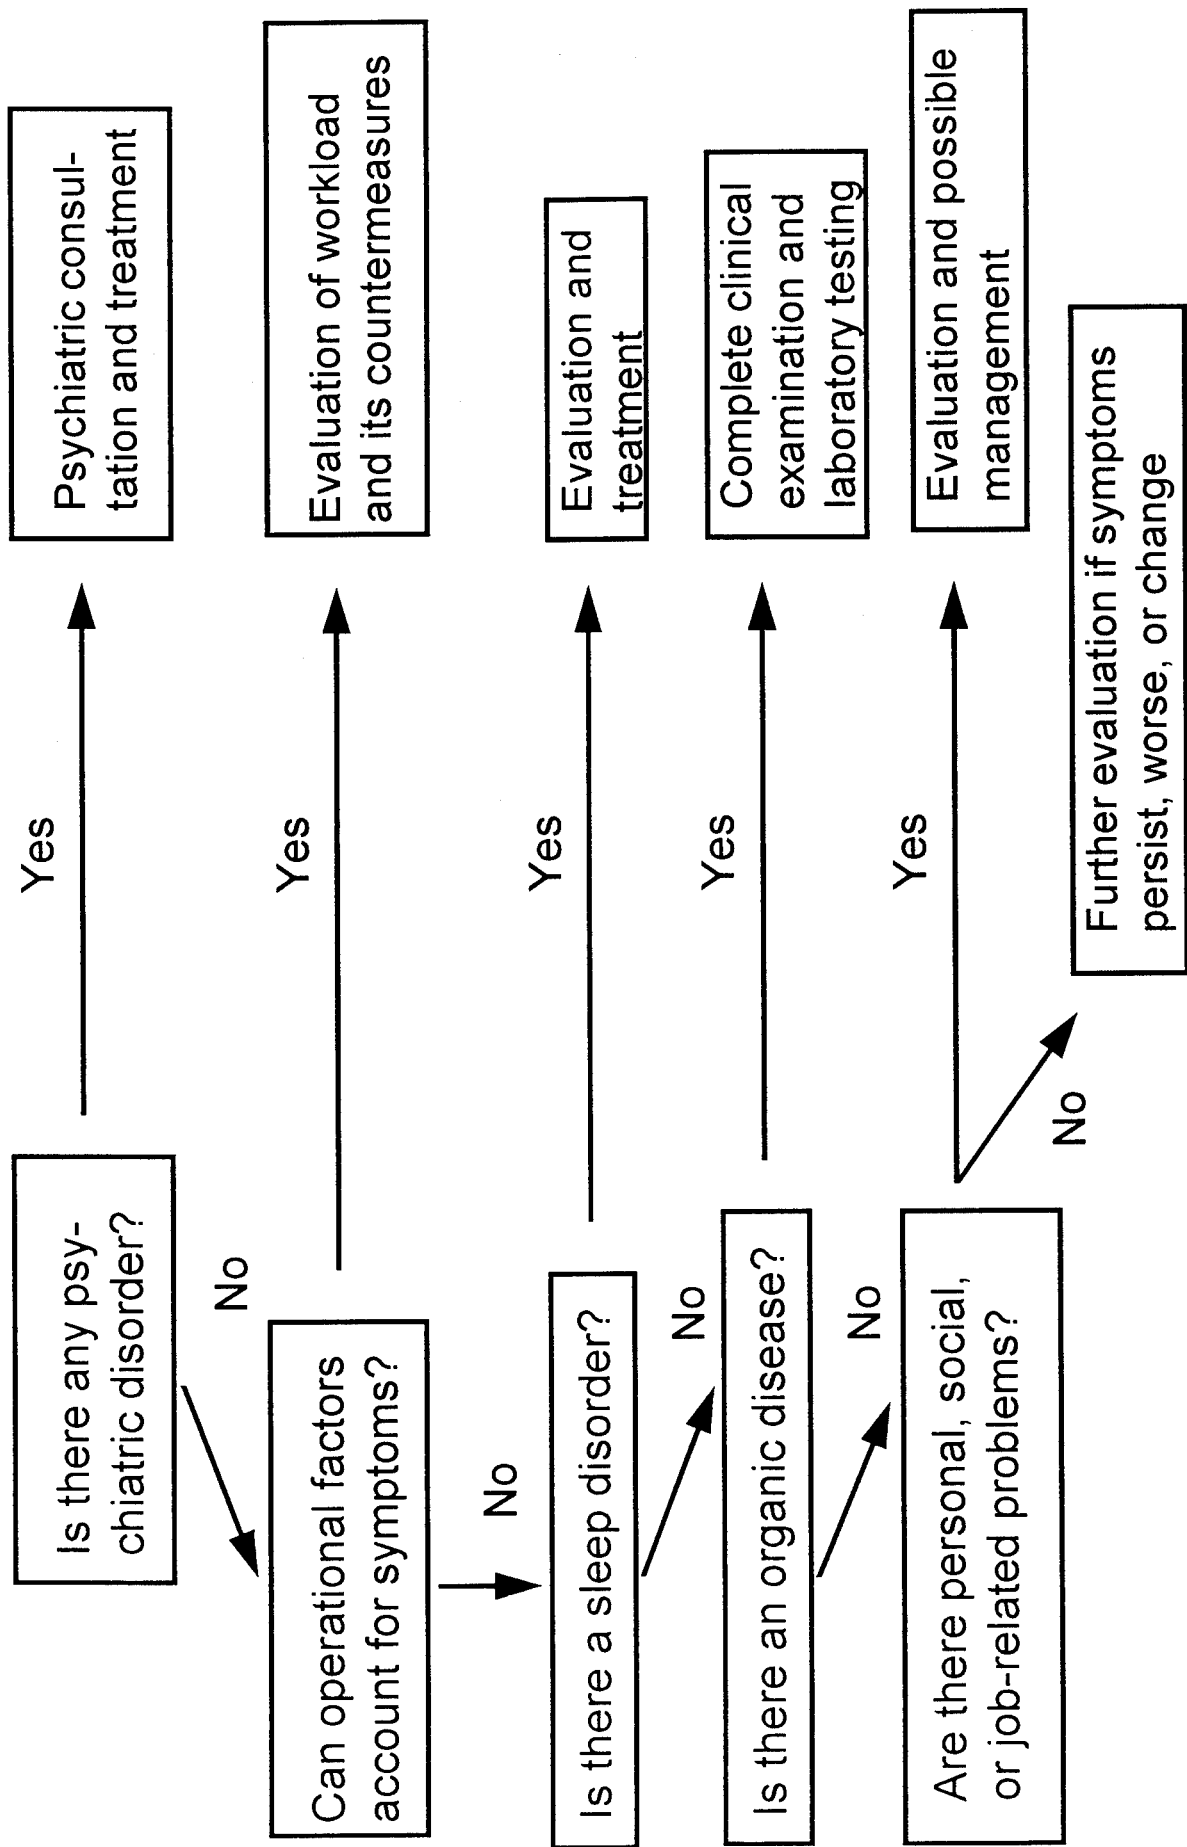 Is there any psy-
chiatric disorder?
Yes
Psychiatric consul-
tation and treatment
No
Can operational factors
account for symptoms?
Yes
Evaluation of workload
and its countermeasures
No
Is there a sleep disorder?
Yes
Evaluation and
treatment
No
Is there an organic disease?
Yes
Complete clinical
examination and
laboratory testing
No
Are there personal, social,
or job-related problems?
Yes
Evaluation and possible
management
No
Further evaluation if symptoms
persist, worse, or change